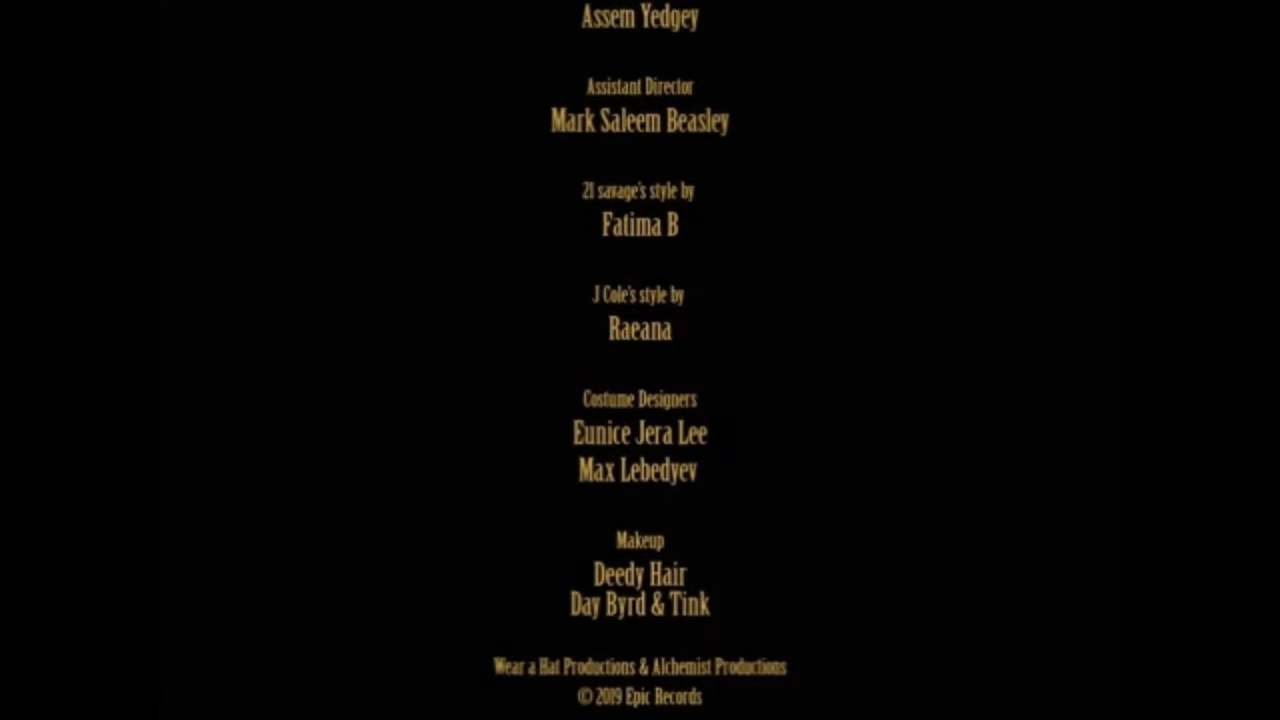 Assem Yedgey
Assistant Director
Mark Saleem Beasley
21 savage's style by
Fatima B
J Cole's style by
Raeana
Costume Designers
Eunice Jera Lee
Max Lebedyev
Makeup
Deedy Hair
Day Byrd & Tink
Wear a Hat Productions & Alchemist Productions
© 2019 Epic Records